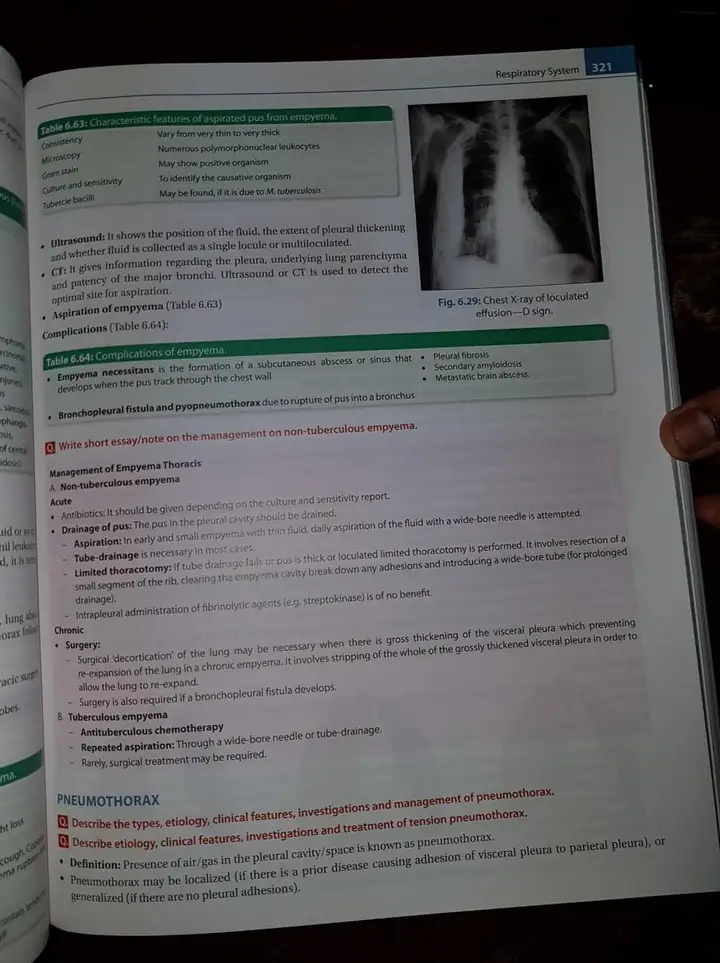 Respiratory System 321
Table 6.63: Characteristic features of aspirated pus from empyema.
Consistency Vary from very thin to very thick
Microscopy Numerous polymorphonuclear leukocytes
Gram stain May show positive organism
Culture and sensitivity To identify the causative organism
Tubercle bacilli May be found, if it is due to M. tuberculosis
• Ultrasound: It shows the position of the fluid, the extent of pleural thickening
and whether fluid is collected as a single locule or multiloculated.
• CT: It gives information regarding the pleura, underlying lung parenchyma
and patency of the major bronchi. Ultrasound or CT is used to detect the
optimal site for aspiration.
• Aspiration of empyema (Table 6.63)
Complications (Table 6.64):
Fig. 6.29: Chest X-ray of loculated
effusion—D sign.
Table 6.64: Complications of empyema.
• Empyema necessitans is the formation of a subcutaneous abscess or sinus that
develops when the pus track through the chest wall
• Bronchopleural fistula and pyopneumothorax due to rupture of pus into a bronchus
• Pleural fibrosis
• Secondary amyloidosis
• Metastatic brain abscess.
Q. Write short essay/note on the management on non-tuberculous empyema.
Management of Empyema Thoracis
A. Non-tuberculous empyema
Acute
• Antibiotics: It should be given depending on the culture and sensitivity report.
• Drainage of pus: The pus in the pleural cavity should be drained.
– Aspiration: In early and small empyema with thin fluid, daily aspiration of the fluid with a wide-bore needle is attempted.
– Tube-drainage is necessary in most cases.
– Limited thoracotomy: If tube drainage fails or pus is thick or loculated limited thoracotomy is performed. It involves resection of a
small segment of the rib, clearing the empyema cavity break down any adhesions and introducing a wide-bore tube (for prolonged
drainage).
– Intrapleural administration of fibrinolytic agents (e.g. streptokinase) is of no benefit.
Chronic
• Surgery:
– Surgical 'decortication' of the lung may be necessary when there is gross thickening of the visceral pleura which preventing
re-expansion of the lung in a chronic empyema. It involves stripping of the whole of the grossly thickened visceral pleura in order to
allow the lung to re-expand.
– Surgery is also required if a bronchopleural fistula develops.
B. Tuberculous empyema
– Antituberculous chemotherapy
– Repeated aspiration: Through a wide-bore needle or tube-drainage.
– Rarely, surgical treatment may be required.
PNEUMOTHORAX
Q. Describe the types, etiology, clinical features, investigations and management of pneumothorax.
Q. Describe etiology, clinical features, investigations and treatment of tension pneumothorax.
• Definition: Presence of air/gas in the pleural cavity/space is known as pneumothorax.
• Pneumothorax may be localized (if there is a prior disease causing adhesion of visceral pleura to parietal pleura), or
generalized (if there are no pleural adhesions).